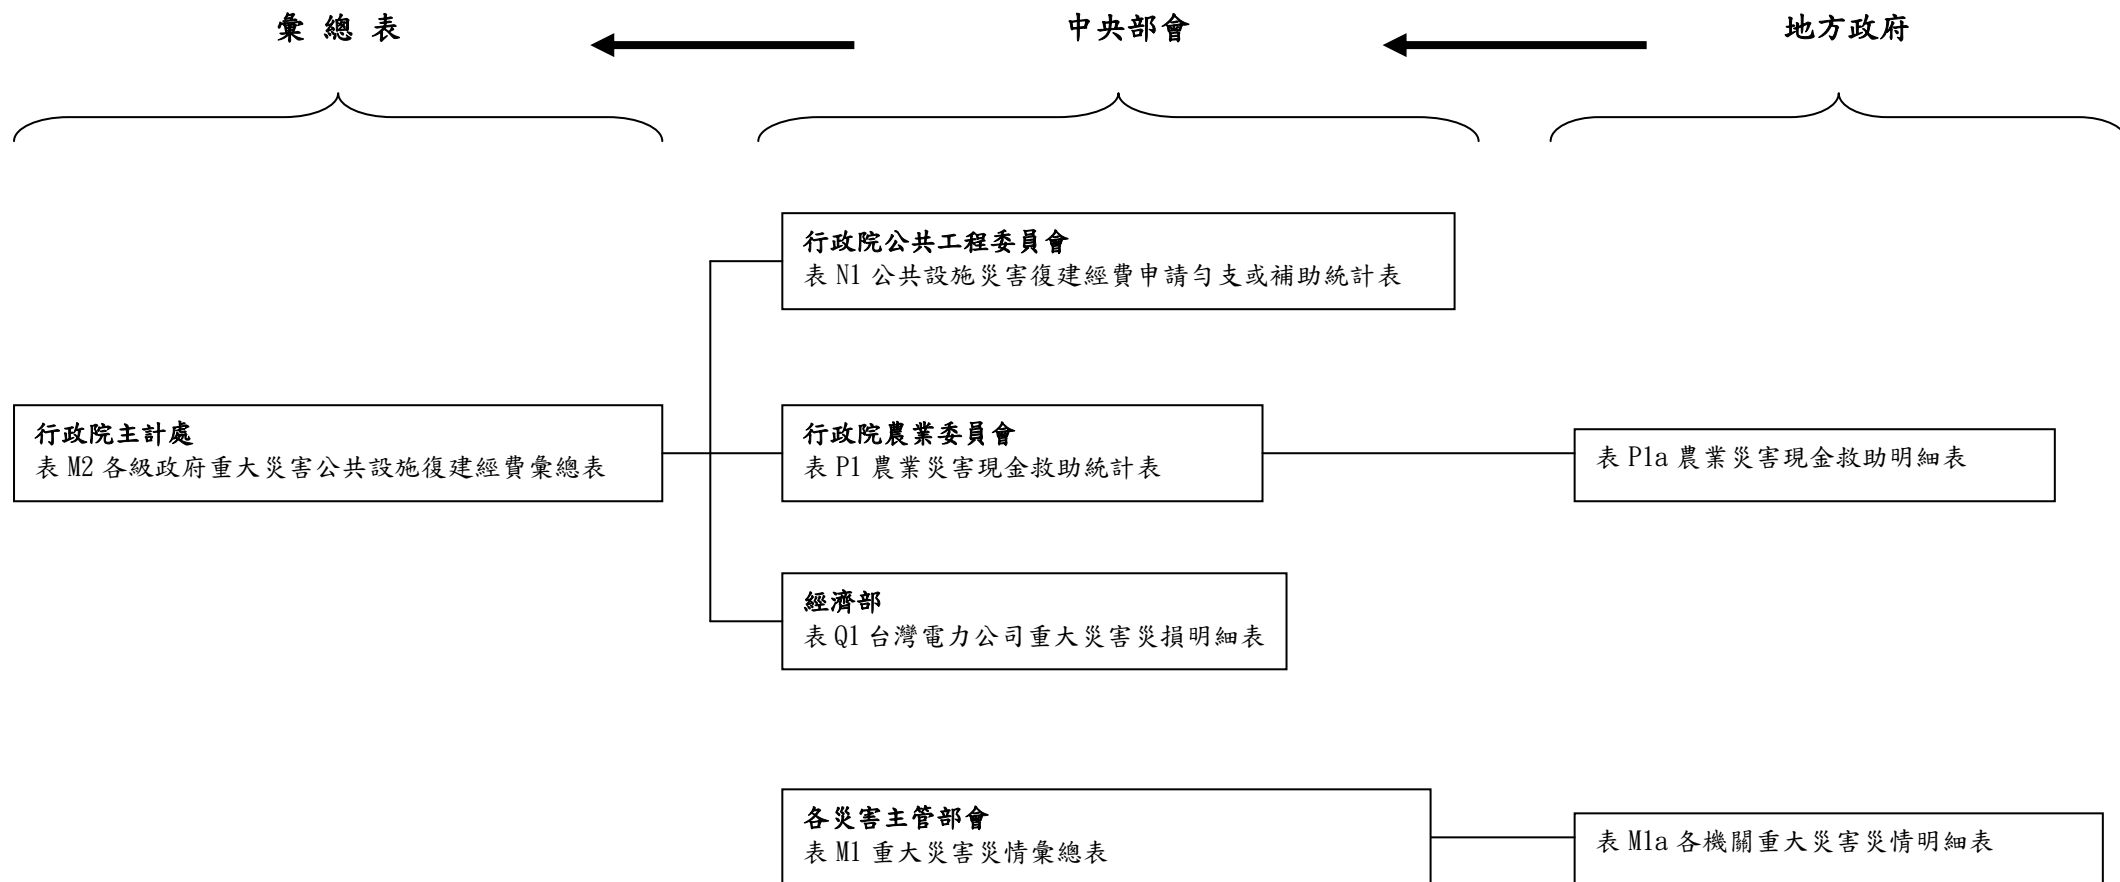 彙 總 表
中央部會
地方政府
行政院公共工程委員會
表 N1 公共設施災害復建經費申請勻支或補助統計表
行政院主計處
表 M2 各級政府重大災害公共設施復建經費彙總表
行政院農業委員會
表 P1 農業災害現金救助統計表
表 P1a 農業災害現金救助明細表
經濟部
表 Q1 台灣電力公司重大災害災損明細表
各災害主管部會
表 M1 重大災害災情彙總表
表 M1a 各機關重大災害災情明細表